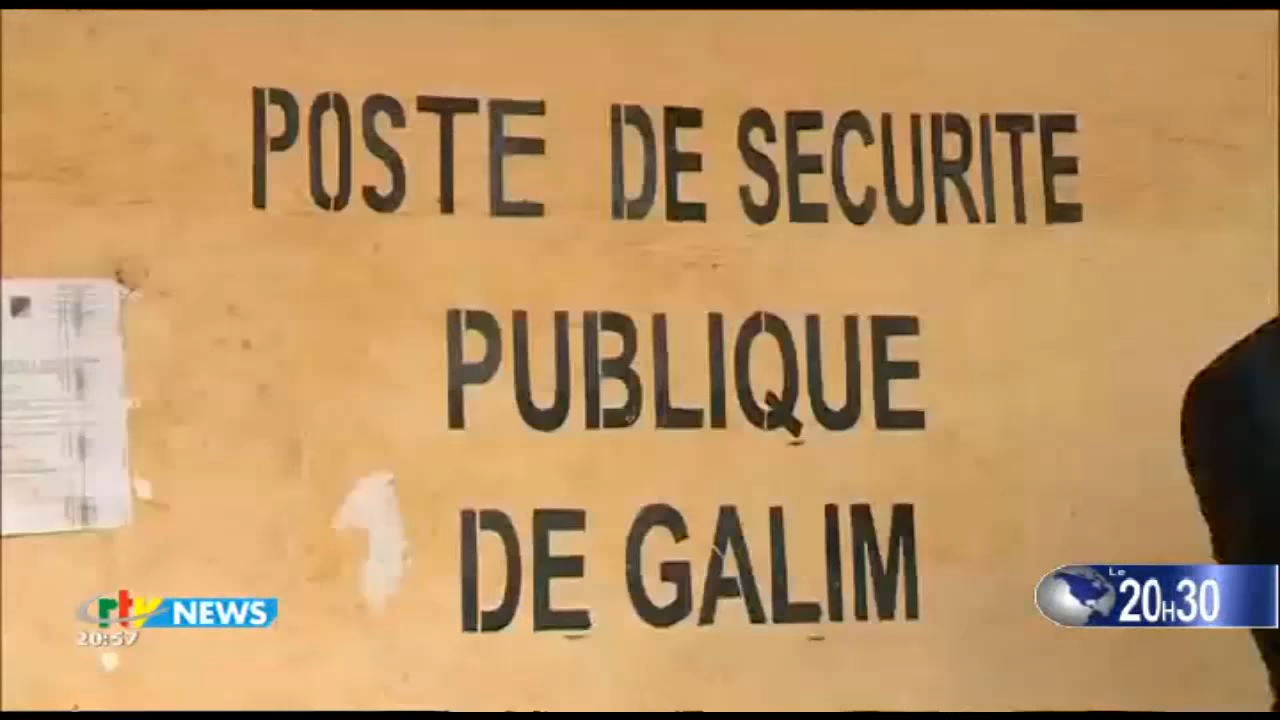 POSTE DE SECURITE
PUBLIQUE
DE GALIM
rtv NEWS
20:57
Le
20H30